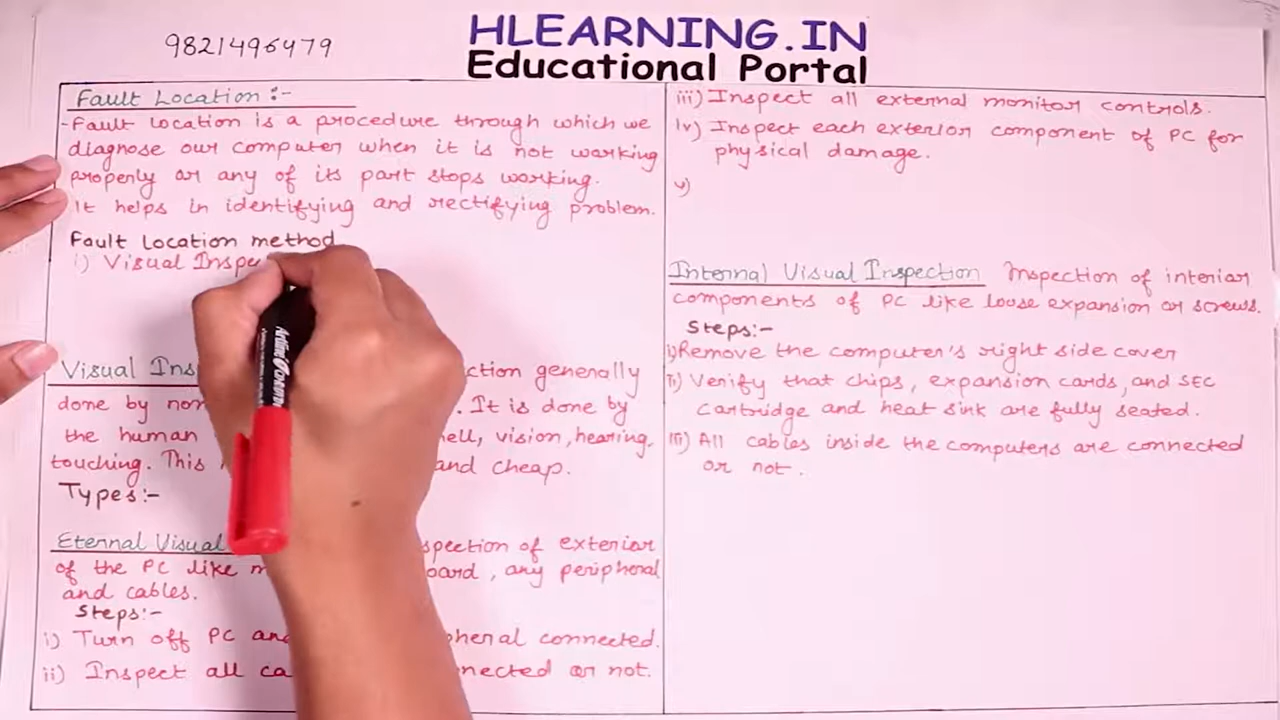 9821496479
HLEARNING.IN
Educational Portal
Fault Location :-
-Fault location is a procedure through which we
diagnose our computer when it is not working
properly or any of its part stops working.
It helps in identifying and rectifying problem.
Fault Location method
i) Visual Inspe
Visual Ins ction generally
done by non . It is done by
the human ell, vision, hearing,
touching. This and cheap.
Types:-
Eternal Visual spection of exterior
of the PC like m oard, any peripheral
and cables.
Steps:-
i) Turn off PC and pheral connected.
ii) Inspect all ca nected or not.
iii) Inspect all external monitor controls.
iv) Inspect each exterior component of PC for
physical damage.
v)
Internal Visual Inspection Inspection of interior
components of PC like loose expansion or screws.
Steps:-
i) Remove the computer's right side cover
ii) Verify that chips, expansion cards, and SEC
Cartridge and heat sink are fully seated.
iii) All cables inside the computers are connected
or not.
Artline